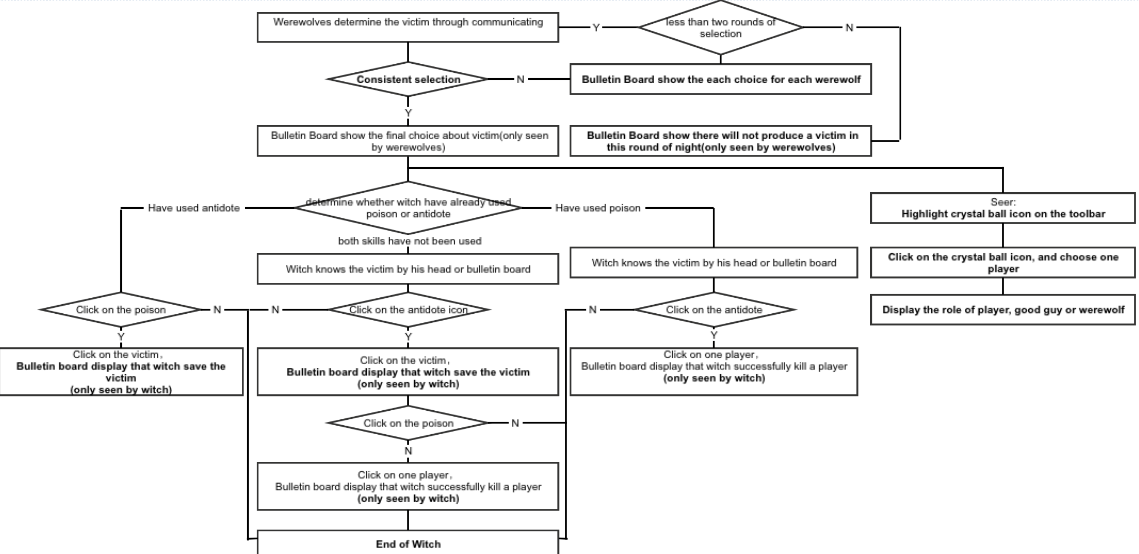 Werewolves determine the victim through communicating
Y
less than two rounds of
selection
N
Consistent selection
N
Bulletin Board show the each choice for each werewolf
Y
Bulletin Board show the final choice about victim(only seen
by werewolves)
Bulletin Board show there will not produce a victim in
this round of night(only seen by werewolves)
Have used antidote
determine whether witch have already used
poison or antidote
Have used poison
Seer:
Highlight crystal ball icon on the toolbar
both skills have not been used
Witch knows the victim by his head or bulletin board
Witch knows the victim by his head or bulletin board
Click on the crystal ball icon, and choose one
player
Click on the poison
N
N
Click on the antidote icon
N
Click on the antidote
Display the role of player, good guy or werewolf
Y
Y
Y
Click on the victim,
Bulletin board display that witch save the
victim
(only seen by witch)
Click on the victim,
Bulletin board display that witch save the victim
(only seen by witch)
Click on one player,
Bulletin board display that witch successfully kill a player
(only seen by witch)
Click on the poison
N
N
Click on one player,
Bulletin board display that witch successfully kill a player
(only seen by witch)
End of Witch